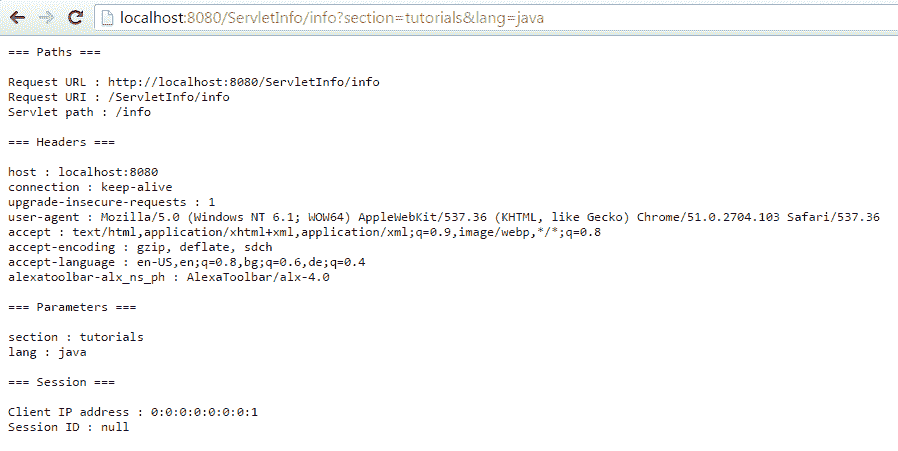 localhost:8080/ServletInfo/info?section=tutorials&lang=java
=== Paths ===
Request URL : http://localhost:8080/ServletInfo/info
Request URI : /ServletInfo/info
Servlet path : /info
=== Headers ===
host : localhost:8080
connection : keep-alive
upgrade-insecure-requests : 1
user-agent : Mozilla/5.0 (Windows NT 6.1; WOW64) AppleWebKit/537.36 (KHTML, like Gecko) Chrome/51.0.2704.103 Safari/537.36
accept : text/html,application/xhtml+xml,application/xml;q=0.9,image/webp,*/*;q=0.8
accept-encoding : gzip, deflate, sdch
accept-language : en-US,en;q=0.8,bg;q=0.6,de;q=0.4
alexatoolbar-alx_ns_ph : AlexaToolbar/alx-4.0
=== Parameters ===
section : tutorials
lang : java
=== Session ===
Client IP address : 0:0:0:0:0:0:0:1
Session ID : null